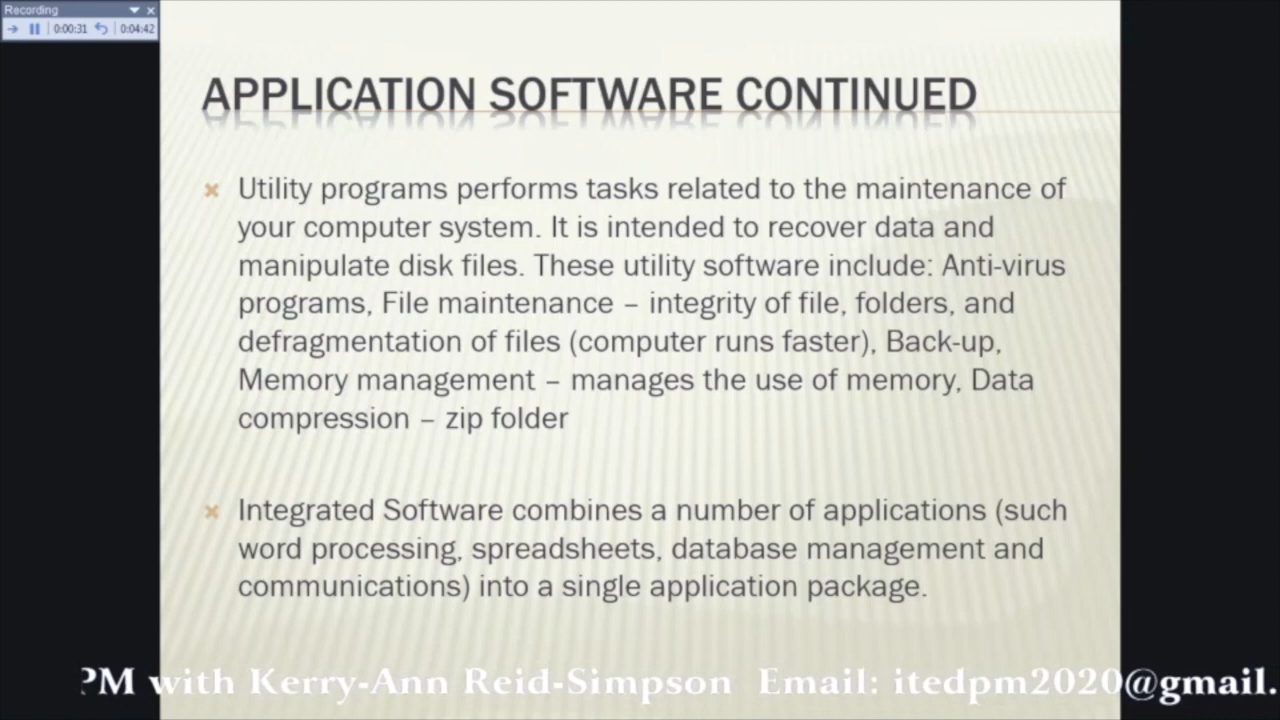 Recording
0:00:31 0:04:42
APPLICATION SOFTWARE CONTINUED
Utility programs performs tasks related to the maintenance of
your computer system. It is intended to recover data and
manipulate disk files. These utility software include: Anti-virus
programs, File maintenance – integrity of file, folders, and
defragmentation of files (computer runs faster), Back-up,
Memory management – manages the use of memory, Data
compression – zip folder
Integrated Software combines a number of applications (such
word processing, spreadsheets, database management and
communications) into a single application package.
PM with Kerry-Ann Reid-Simpson Email: itedpm2020@gmail.